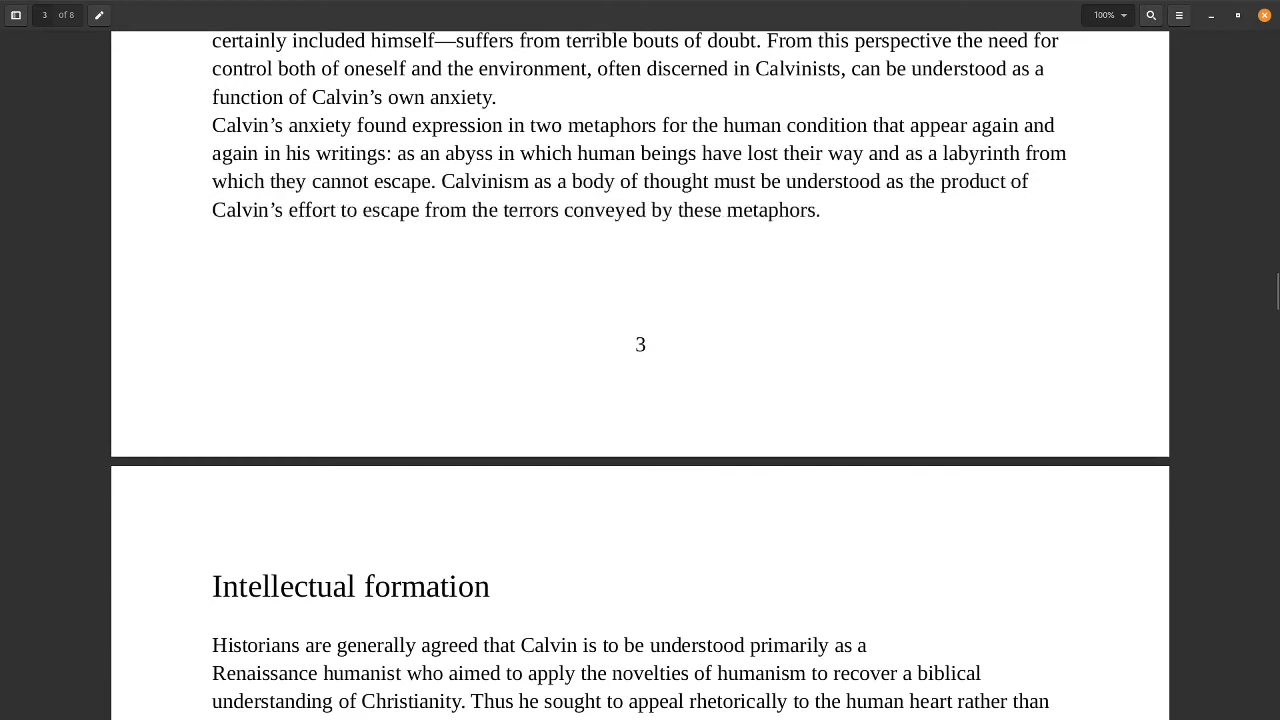 3 of 8
100%
certainly included himself—suffers from terrible bouts of doubt. From this perspective the need for
control both of oneself and the environment, often discerned in Calvinists, can be understood as a
function of Calvin’s own anxiety.
Calvin’s anxiety found expression in two metaphors for the human condition that appear again and
again in his writings: as an abyss in which human beings have lost their way and as a labyrinth from
which they cannot escape. Calvinism as a body of thought must be understood as the product of
Calvin’s effort to escape from the terrors conveyed by these metaphors.
3
Intellectual formation
Historians are generally agreed that Calvin is to be understood primarily as a
Renaissance humanist who aimed to apply the novelties of humanism to recover a biblical
understanding of Christianity. Thus he sought to appeal rhetorically to the human heart rather than